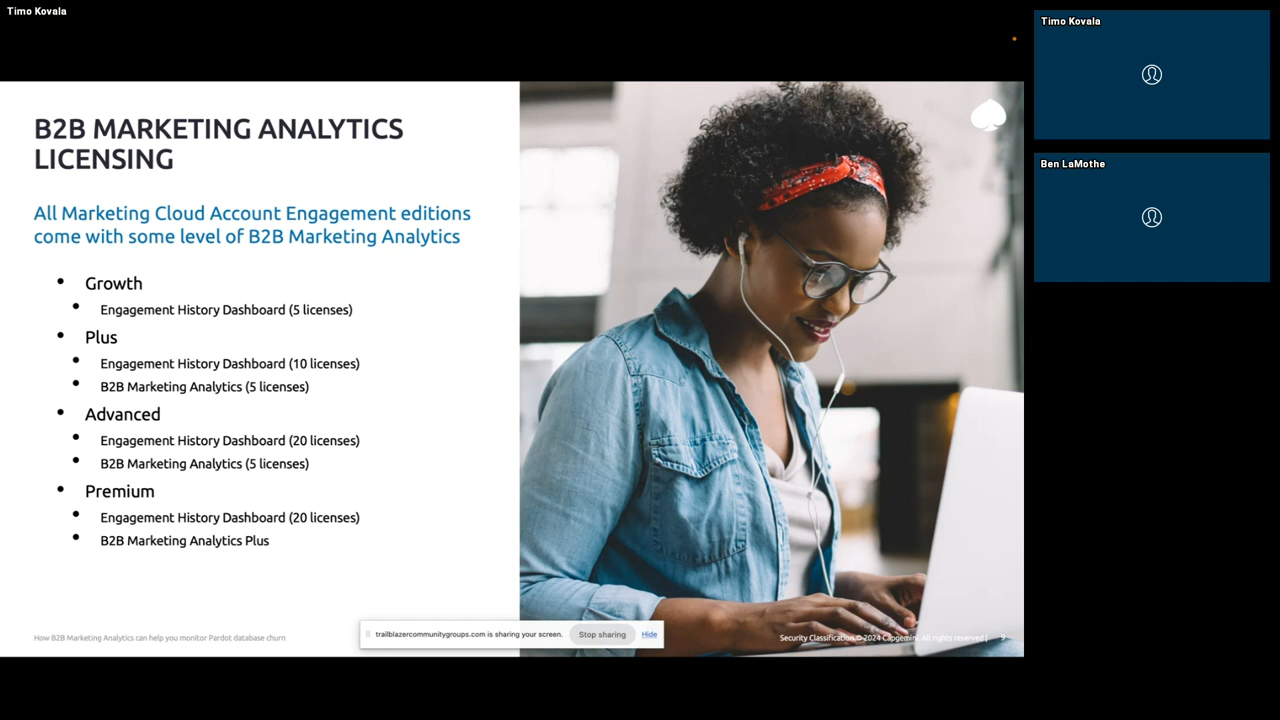 Timo Kovala
Timo Kovala
Ben LaMothe
B2B MARKETING ANALYTICS
LICENSING
All Marketing Cloud Account Engagement editions
come with some level of B2B Marketing Analytics
• Growth
• Engagement History Dashboard (5 licenses)
• Plus
• Engagement History Dashboard (10 licenses)
• B2B Marketing Analytics (5 licenses)
• Advanced
• Engagement History Dashboard (20 licenses)
• B2B Marketing Analytics (5 licenses)
• Premium
• Engagement History Dashboard (20 licenses)
• B2B Marketing Analytics Plus
How B2B Marketing Analytics can help you monitor Pardot database churn
trailblazercommunitygroups.com is sharing your screen.
Stop sharing
Hide
Security Classification © 2024 Capgemini. All rights reserved |
9